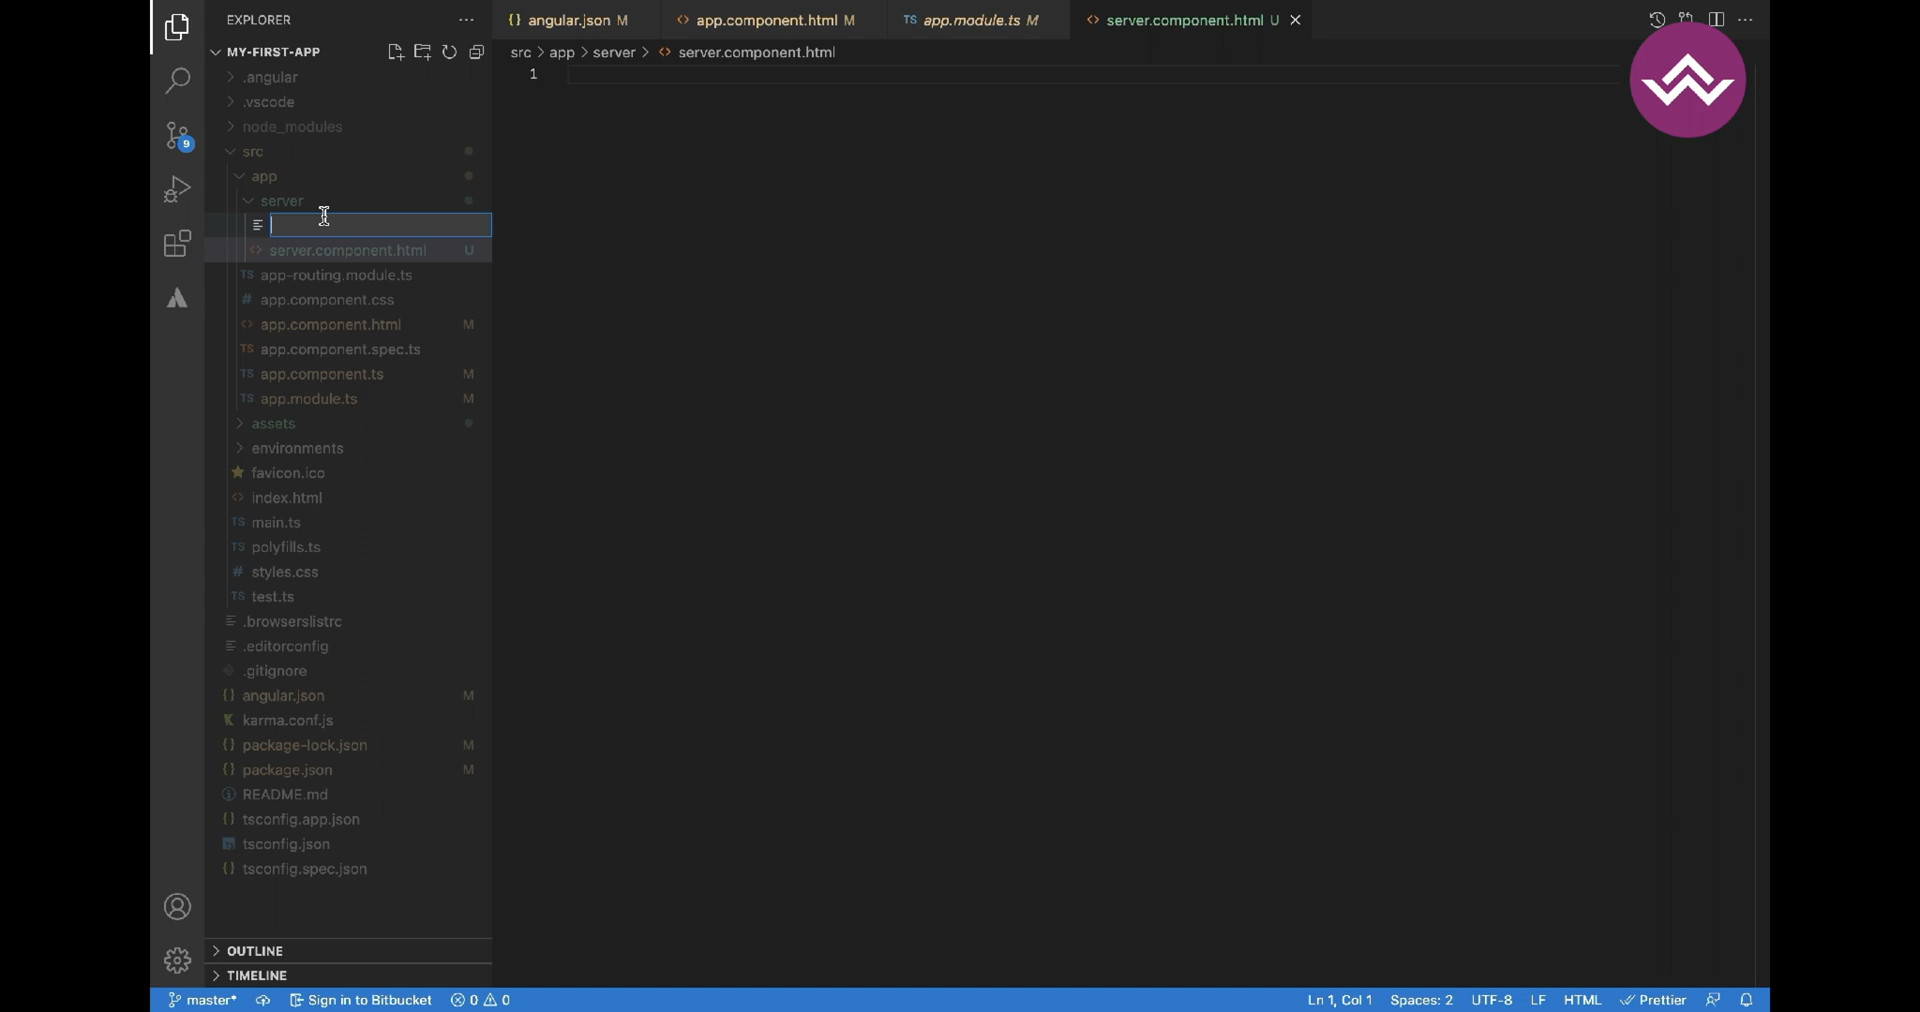 EXPLORER
angular.json M
app.component.html M
app.module.ts M
server.component.html U
MY-FIRST-APP
src > app > server > server.component.html
1
.angular
.vscode
node_modules
src
app
server
server.component.html U
app-routing.module.ts
app.component.css
app.component.html M
app.component.spec.ts
app.component.ts M
app.module.ts M
assets
environments
favicon.ico
index.html
main.ts
polyfills.ts
styles.css
test.ts
.browserslistrc
.editorconfig
.gitignore
angular.json M
karma.conf.js
package-lock.json M
package.json M
README.md
tsconfig.app.json
tsconfig.json
tsconfig.spec.json
OUTLINE
TIMELINE
9
master* Sign in to Bitbucket 0 0 Ln 1, Col 1 Spaces: 2 UTF-8 LF HTML Prettier